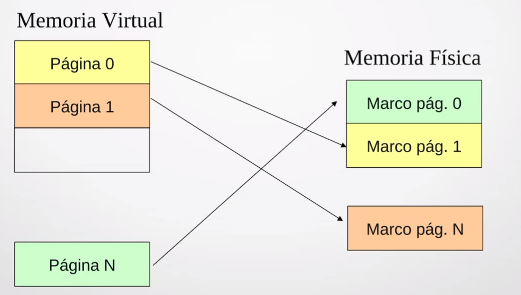 Memoria Virtual
Página 0
Página 1
Página N
Memoria Física
Marco pág. 0
Marco pág. 1
Marco pág. N